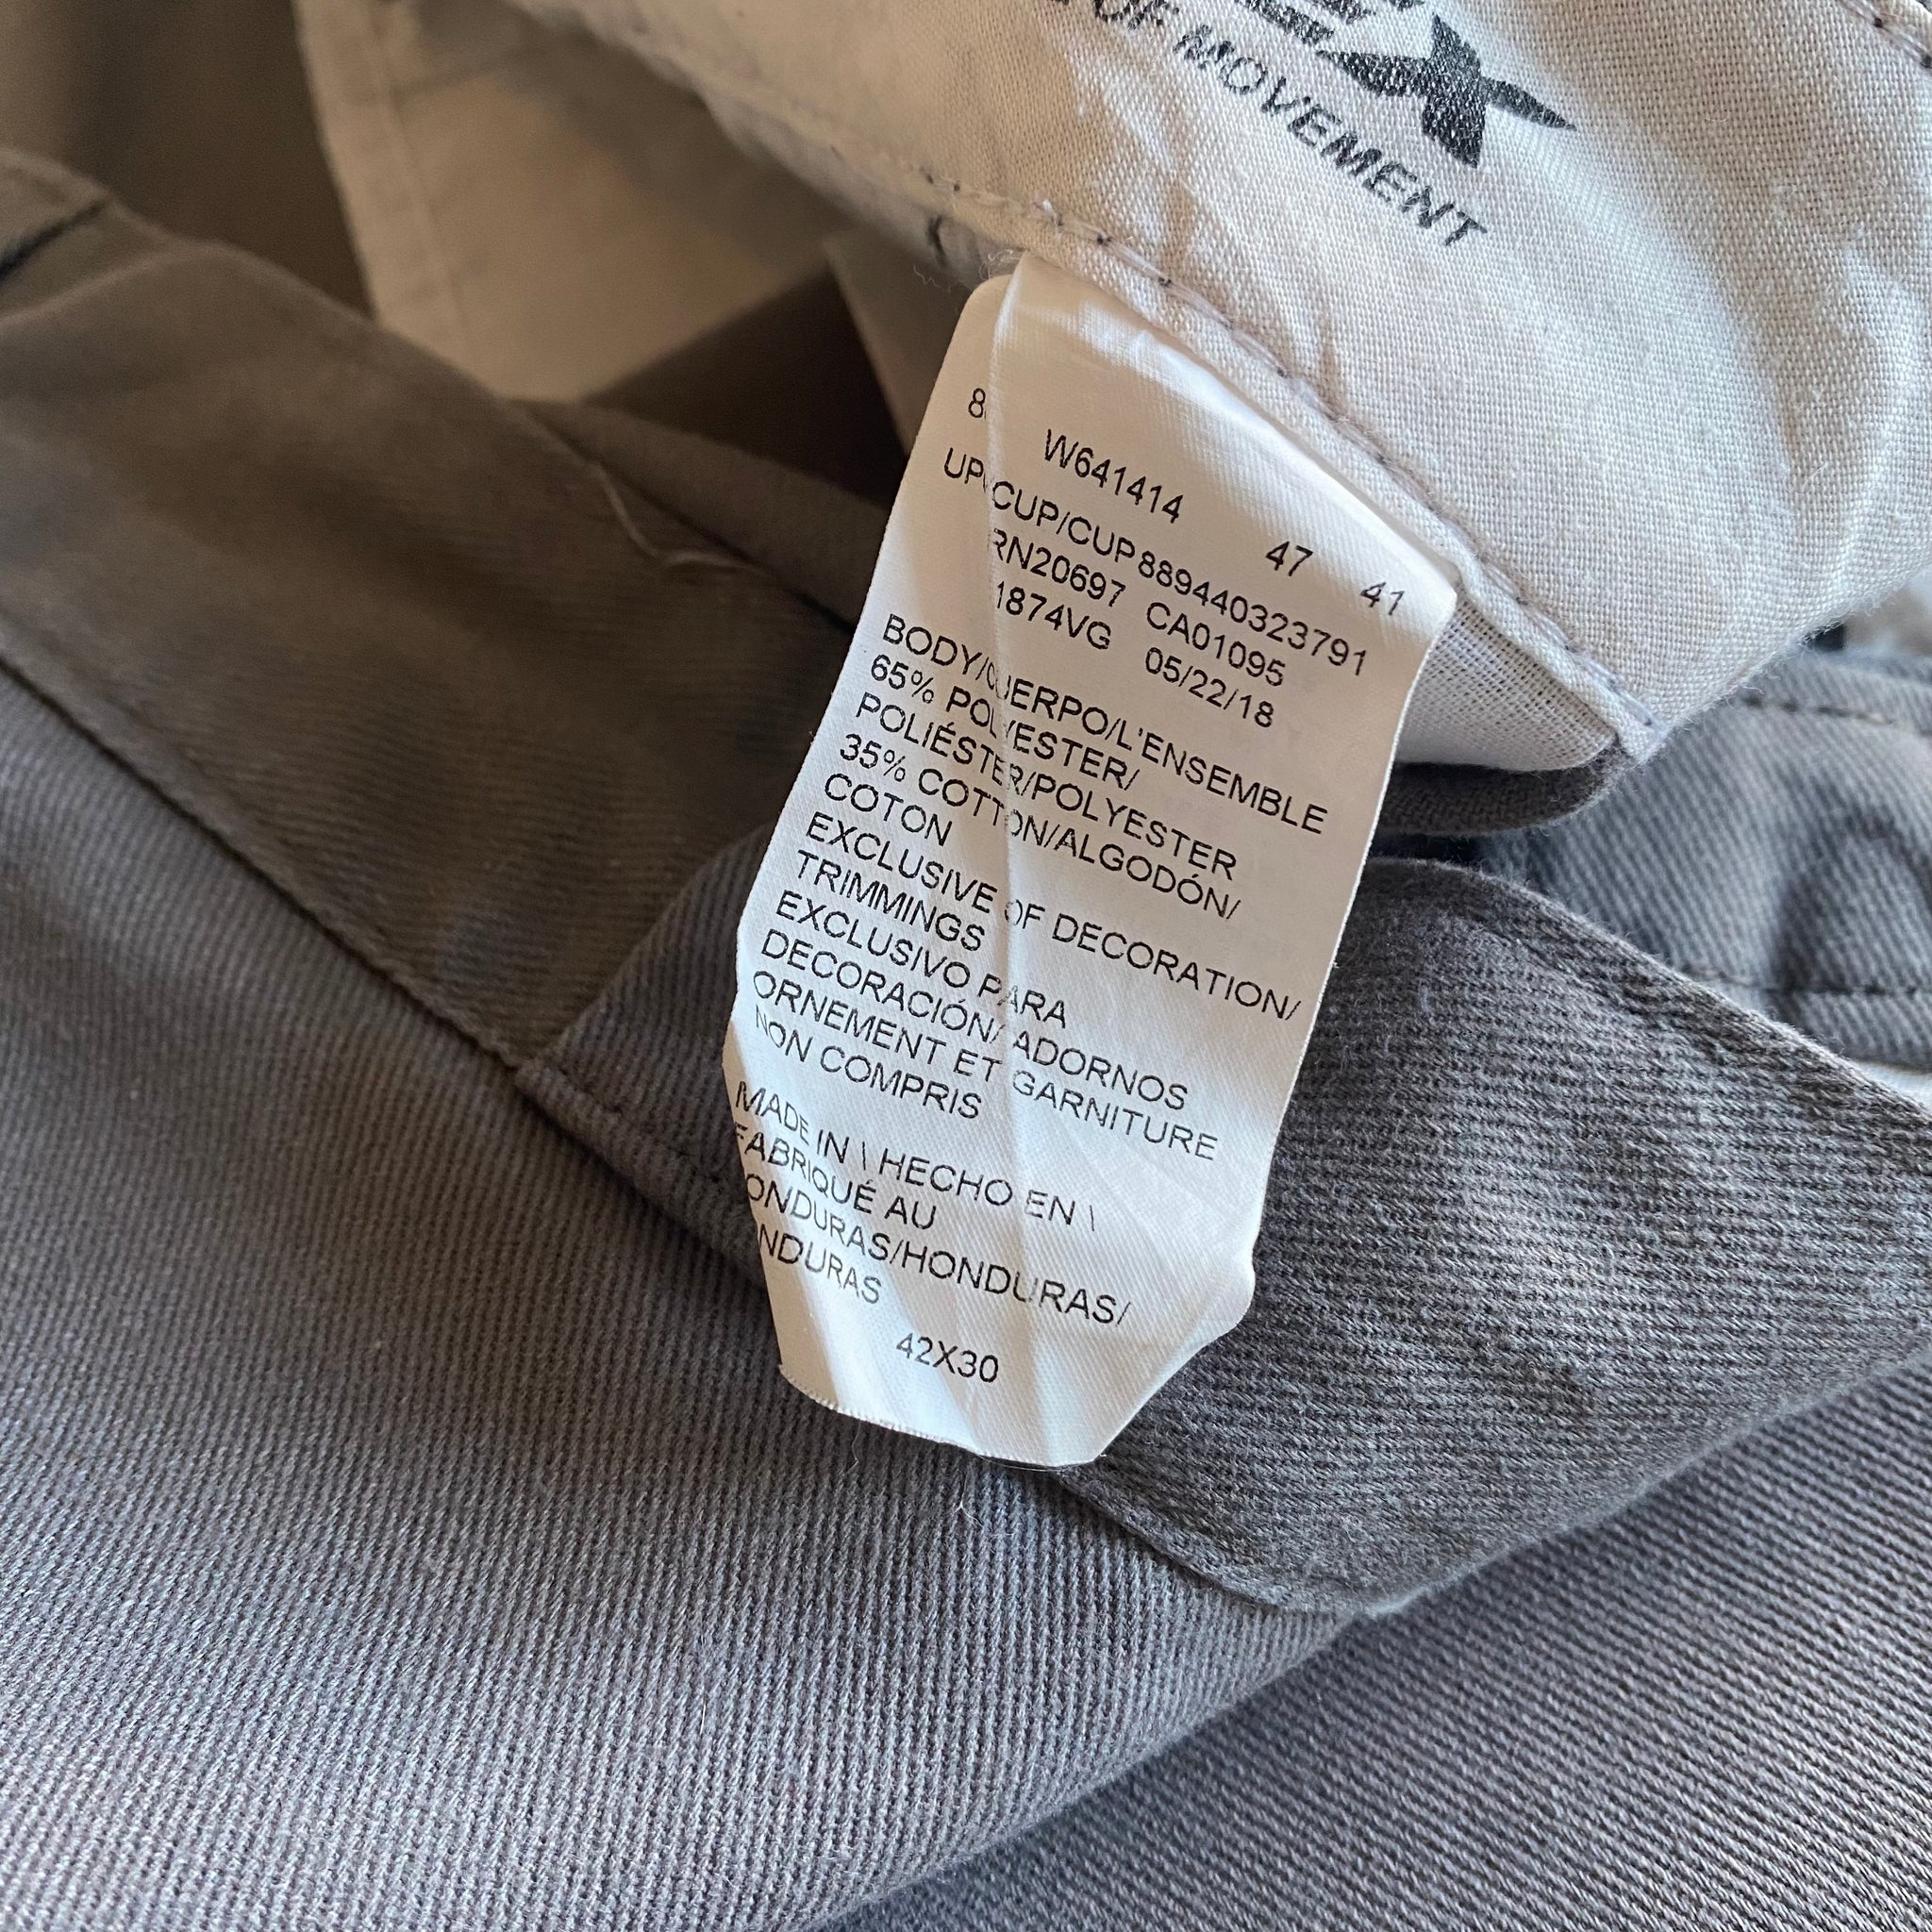 OF MOVEMENT
W641414 47 41
CUP/CUP 889440323791
RN20697 CA01095
1874VG 05/22/18
BODY/CUERPO/L'ENSEMBLE
65% POLYESTER/
POLIÉSTER/POLYESTER
35% COTTON/ALGODÓN/
COTON
EXCLUSIVE OF DECORATION/
TRIMMINGS
EXCLUSIVO PARA
DECORACIÓN/ADORNOS
ORNEMENT ET GARNITURE
NON COMPRIS
MADE IN \ HECHO EN \
FABRIQUÉ AU
ONDURAS/HONDURAS/
NDURAS
42X30